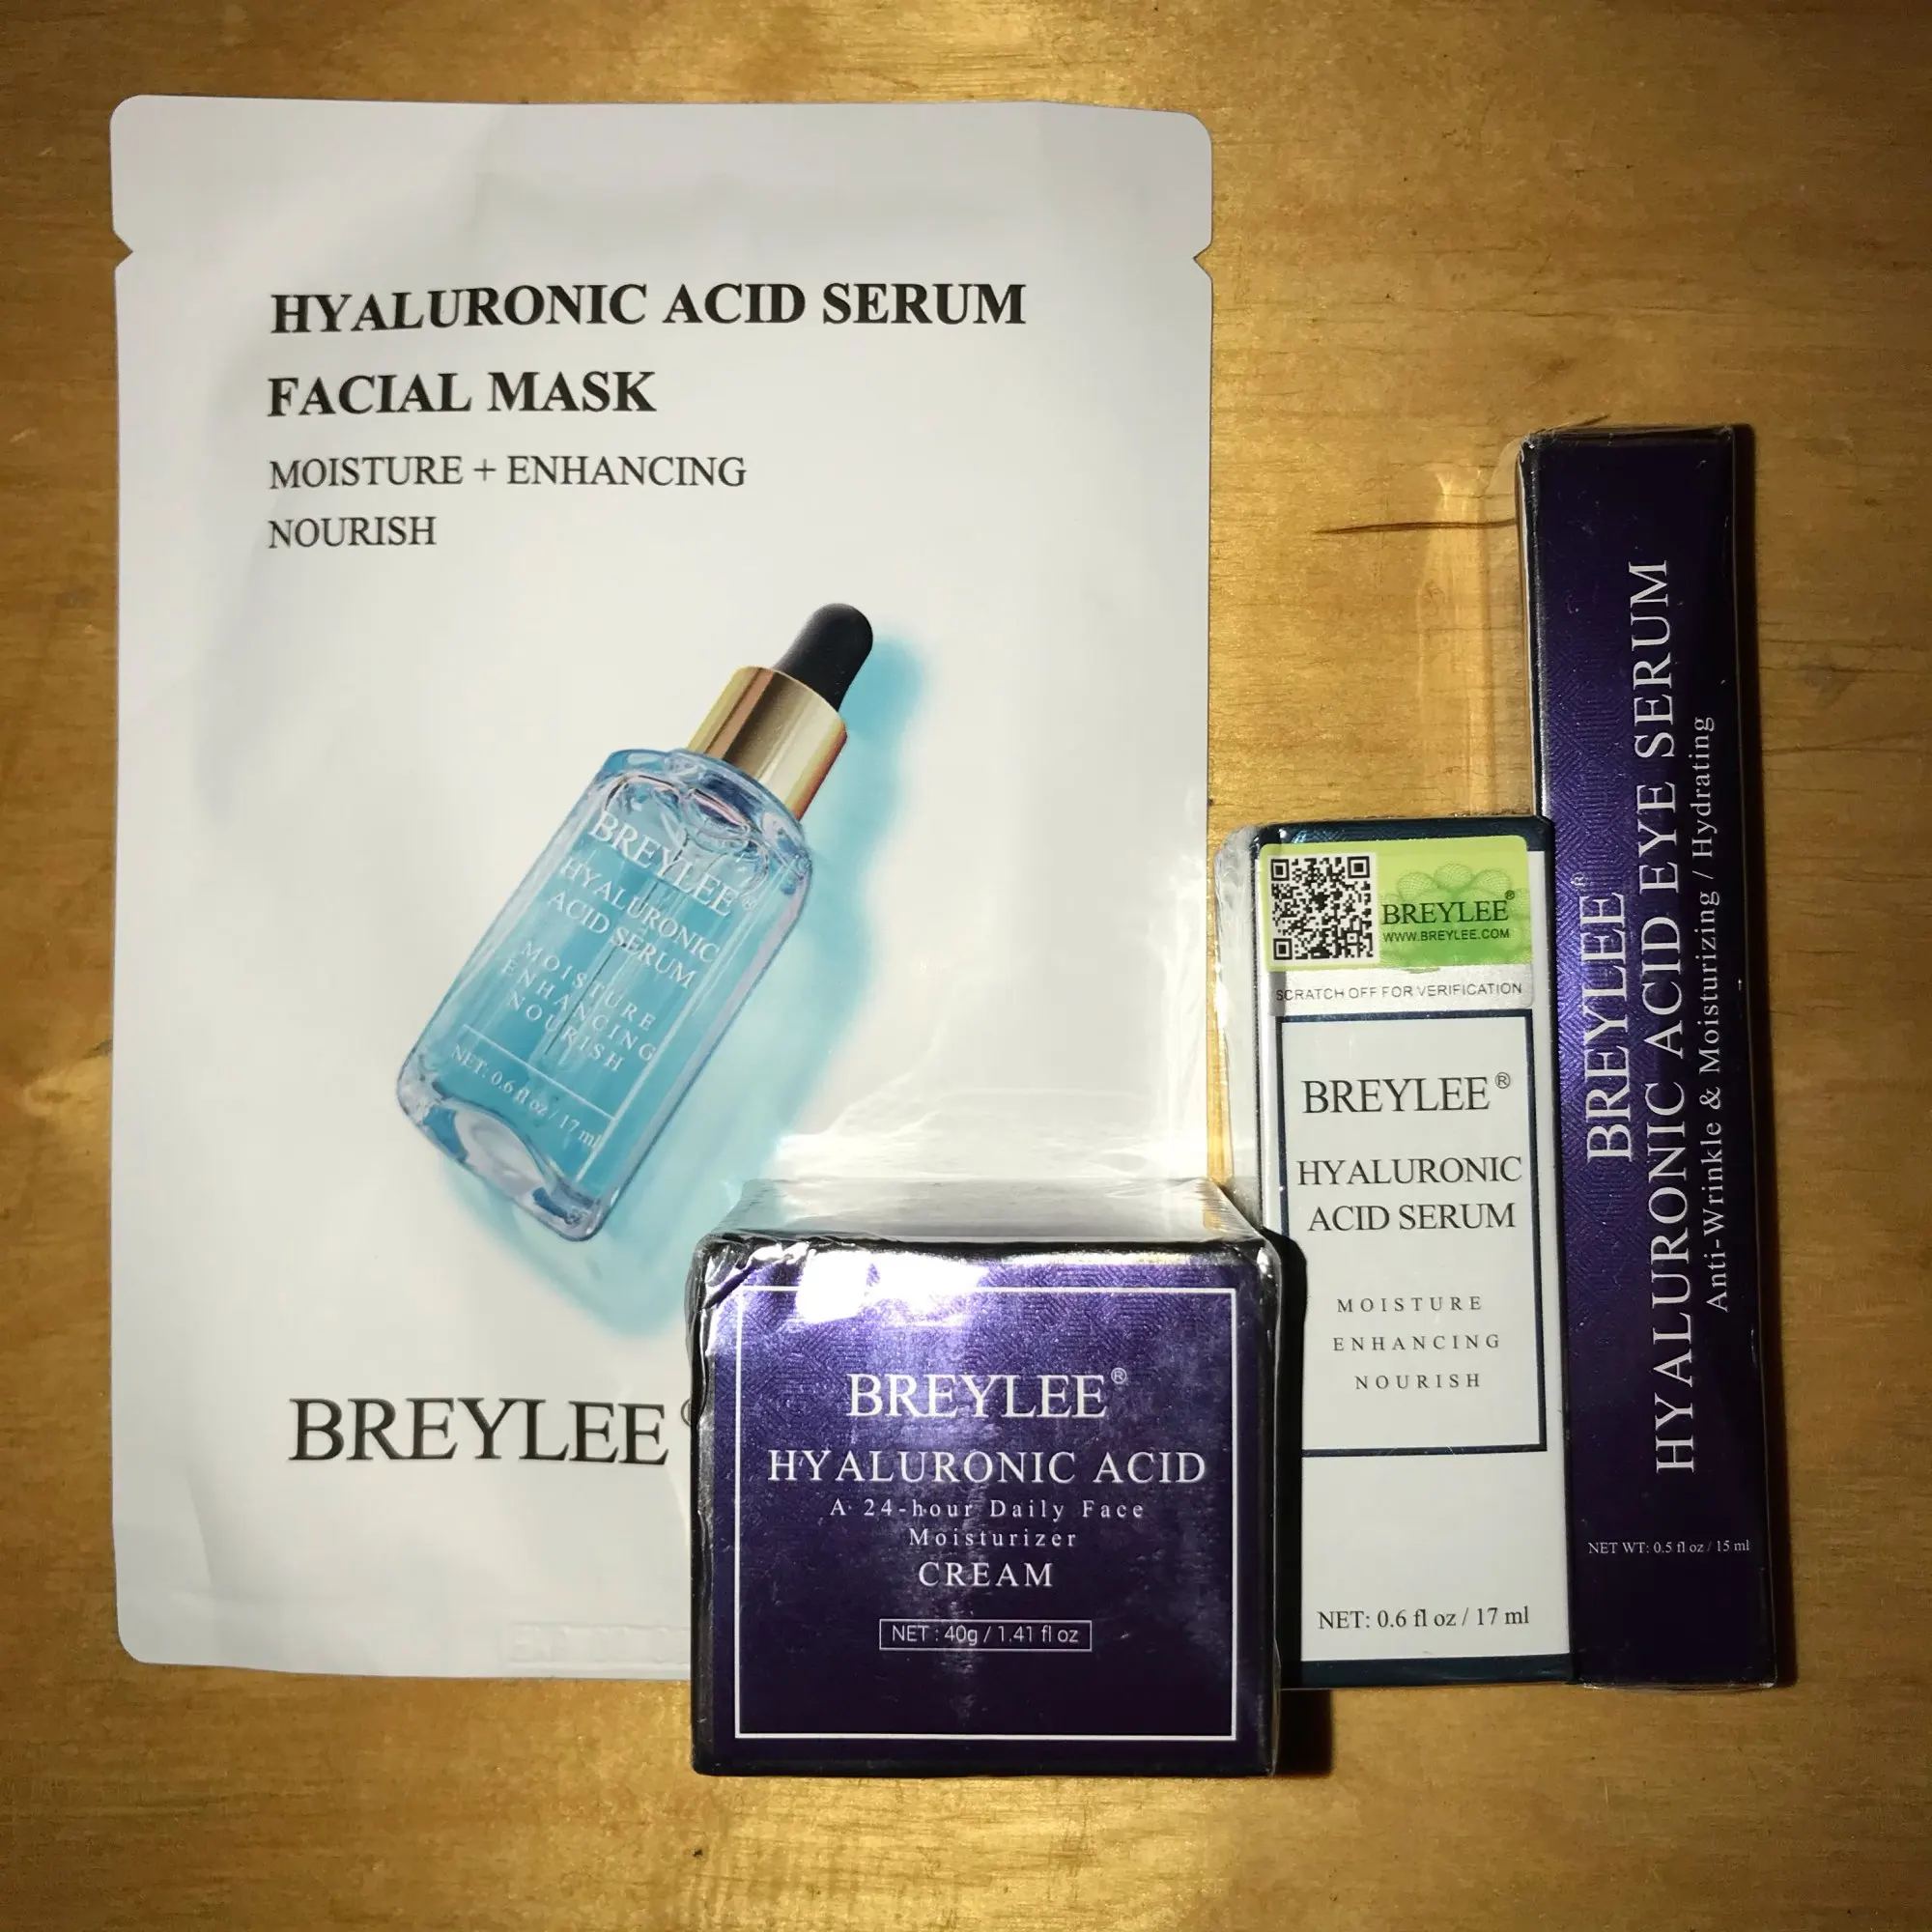 HYALURONIC ACID SERUM
FACIAL MASK
MOISTURE + ENHANCING
NOURISH
BREYLEE®
HYALURONIC
ACID SERUM
MOISTURE
ENHANCING
NOURISH
NET: 0.6 fl oz / 17 ml
BREYLEE®
BREYLEE®
HYALURONIC ACID
A 24-hour Daily Face
Moisturizer
CREAM
NET : 40g / 1.41 fl oz
BREYLEE®
WWW.BREYLEE.COM
SCRATCH OFF FOR VERIFICATION
BREYLEE®
HYALURONIC
ACID SERUM
MOISTURE
ENHANCING
NOURISH
NET: 0.6 fl oz / 17 ml
BREYLEE®
HYALURONIC ACID EYE SERUM
Anti-Wrinkle & Moisturizing / Hydrating
NET WT: 0.5 fl oz / 15 ml